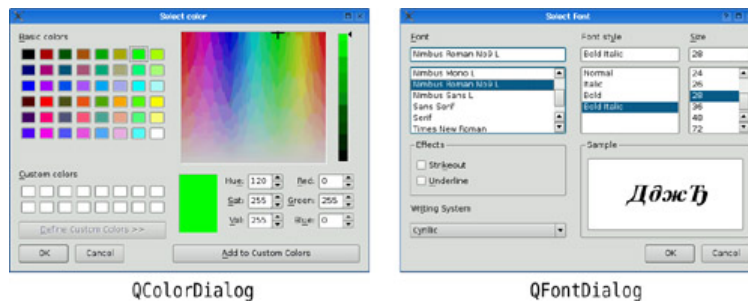 Select color
Basic colors
Custom colors
Define Custom Colors >>
OK
Cancel
Hue: 120
Sat: 255
Val: 255
Red: 0
Green: 255
Blue: 0
Add to Custom Colors
QColorDialog
Select Font
Font
Nimbus Roman No9 L
Nimbus Mono L
Nimbus Roman No9 L
Nimbus Sans L
Sans Serif
Serif
Times New Roman
Font style
Bold Italic
Normal
Italic
Bold
Bold Italic
Size
28
24
26
28
36
48
72
Effects
Strikeout
Underline
Writing System
Cyrillic
Sample
ДджЂ
OK
Cancel
QFontDialog